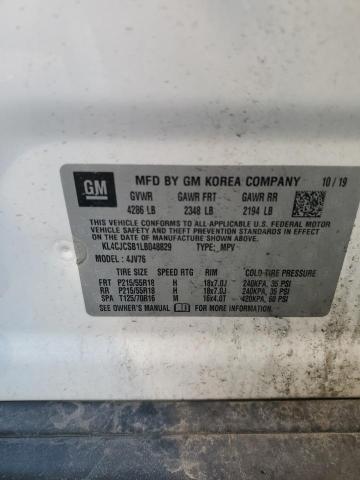 GM
MFD BY GM KOREA COMPANY 10/19
GVWR GAWR FRT GAWR RR
4286 LB 2348 LB 2194 LB
THIS VEHICLE CONFORMS TO ALL APPLICABLE U.S. FEDERAL MOTOR
VEHICLE SAFETY, BUMPER, AND THEFT PREVENTION STANDARDS IN
EFFECT ON THE DATE OF MANUFACTURE SHOWN ABOVE.
KL4CJCSB1LB048829 TYPE: MPV
MODEL: 4JV76
TIRE SIZE SPEED RTG RIM COLD TIRE PRESSURE
FRT P215/55R18 H 18x7.0J 240KPA, 35 PSI
RR P215/55R18 H 18x7.0J 240KPA, 35 PSI
SPA T125/70R16 M 16x4.0T 420KPA, 60 PSI
SEE OWNER'S MANUAL FOR ADDITIONAL INFORMATION